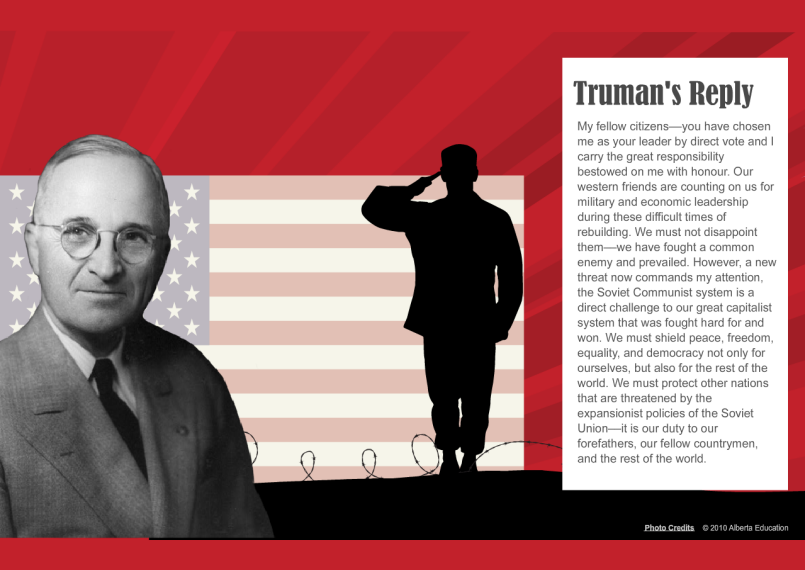 Truman's Reply
My fellow citizens—you have chosen
me as your leader by direct vote and I
carry the great responsibility
bestowed on me with honour. Our
western friends are counting on us for
military and economic leadership
during these difficult times of
rebuilding. We must not disappoint
them—we have fought a common
enemy and prevailed. However, a new
threat now commands my attention,
the Soviet Communist system is a
direct challenge to our great capitalist
system that was fought hard for and
won. We must shield peace, freedom,
equality, and democracy not only for
ourselves, but also for the rest of the
world. We must protect other nations
that are threatened by the
expansionist policies of the Soviet
Union—it is our duty to our
forefathers, our fellow countrymen,
and the rest of the world.
Photo Credits © 2010 Alberta Education